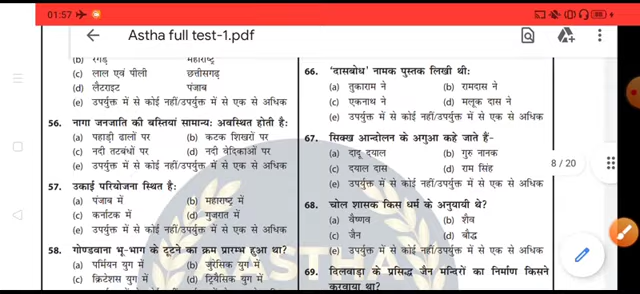 01:57
Astha full test-1.pdf
(b) रेगड़ महाराष्ट्र
(c) लाल एवं पीली छत्तीसगढ़
(d) लैटराइट पंजाब
(e) उपर्युक्त में से कोई नहीं/उपर्युक्त में से एक से अधिक
56. नागा जनजाति की बस्तियां सामान्यः अवस्थित होती हैः
(a) पहाड़ी ढालों पर (b) कटक शिखरों पर
(c) नदी तटबंधों पर (d) नदी वेदिकाओं पर
(e) उपर्युक्त में से कोई नहीं/उपर्युक्त में से एक से अधिक
57. उकाई परियोजना स्थित हैः
(a) पंजाब में (b) महाराष्ट्र में
(c) कर्नाटक में (d) गुजरात में
(e) उपर्युक्त में से कोई नहीं/उपर्युक्त में से एक से अधिक
58. गोण्डवाना भू-भाग के टूटने का क्रम प्रारम्भ हुआ था?
(a) पर्मियन युग में (b) जुरेसिक युग में
(c) क्रिटेशस युग में (d) ट्रियैसिक युग में
66. 'दासबोध' नामक पुस्तक लिखी थीः
(a) तुकाराम ने (b) रामदास ने
(c) एकनाथ ने (d) मलूक दास ने
(e) उपर्युक्त में से कोई नहीं/उपर्युक्त में से एक से अधिक
67. सिक्ख आन्दोलन के अगुआ कहे जाते हैं-
(a) दादू दयाल (b) गुरु नानक
(c) दयाल दास (d) राम सिंह
(e) उपर्युक्त में से कोई नहीं/उपर्युक्त में से एक से अधिक
68. चोल शासक किस धर्म के अनुयायी थे?
(a) वैष्णव (b) शैव
(c) जैन (d) बौद्ध
(e) उपर्युक्त में से कोई नहीं/उपर्युक्त में से एक से अधिक
69. दिलवाड़ा के प्रसिद्ध जैन मन्दिरों का निर्माण किसने
करवाया था?
8 / 20
ASTHA